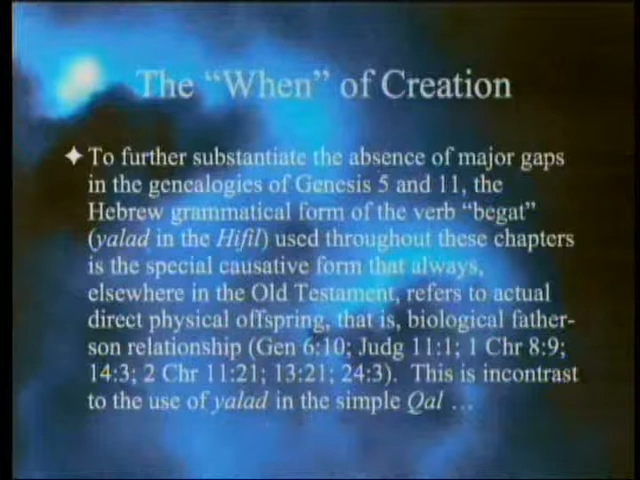 The “When” of Creation
To further substantiate the absence of major gaps
in the genealogies of Genesis 5 and 11, the
Hebrew grammatical form of the verb “begat”
(yalad in the Hifil) used throughout these chapters
is the special causative form that always,
elsewhere in the Old Testament, refers to actual
direct physical offspring, that is, biological father-
son relationship (Gen 6:10; Judg 11:1; 1 Chr 8:9;
14:3; 2 Chr 11:21; 13:21; 24:3).  This is incontrast
to the use of yalad in the simple Qal …